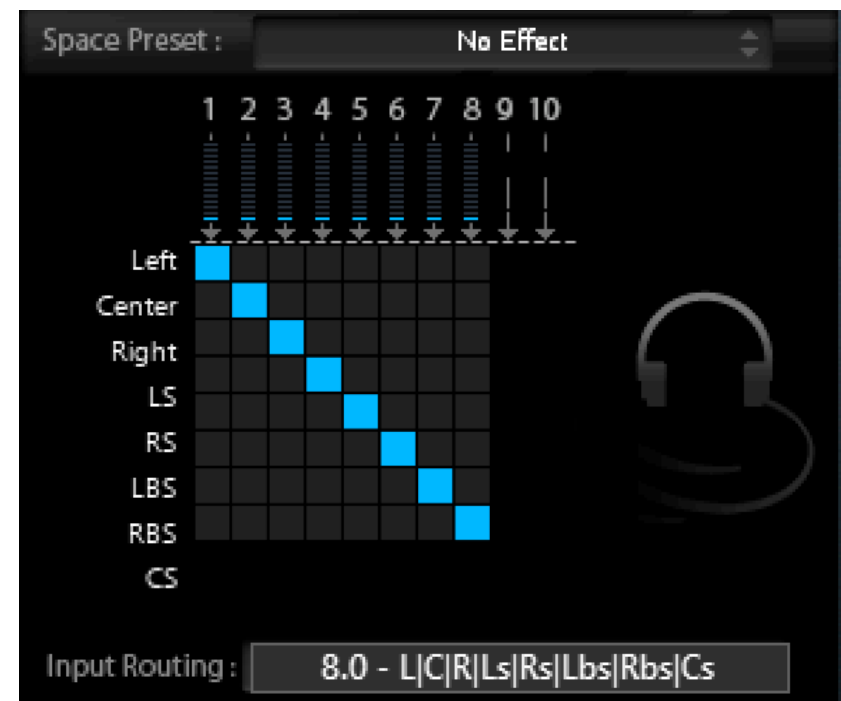 Space Preset : No Effect
1 2 3 4 5 6 7 8 9 10
Left
Center
Right
LS
RS
LBS
RBS
CS
Input Routing : 8.0 - L|C|R|Ls|Rs|Lbs|Rbs|Cs